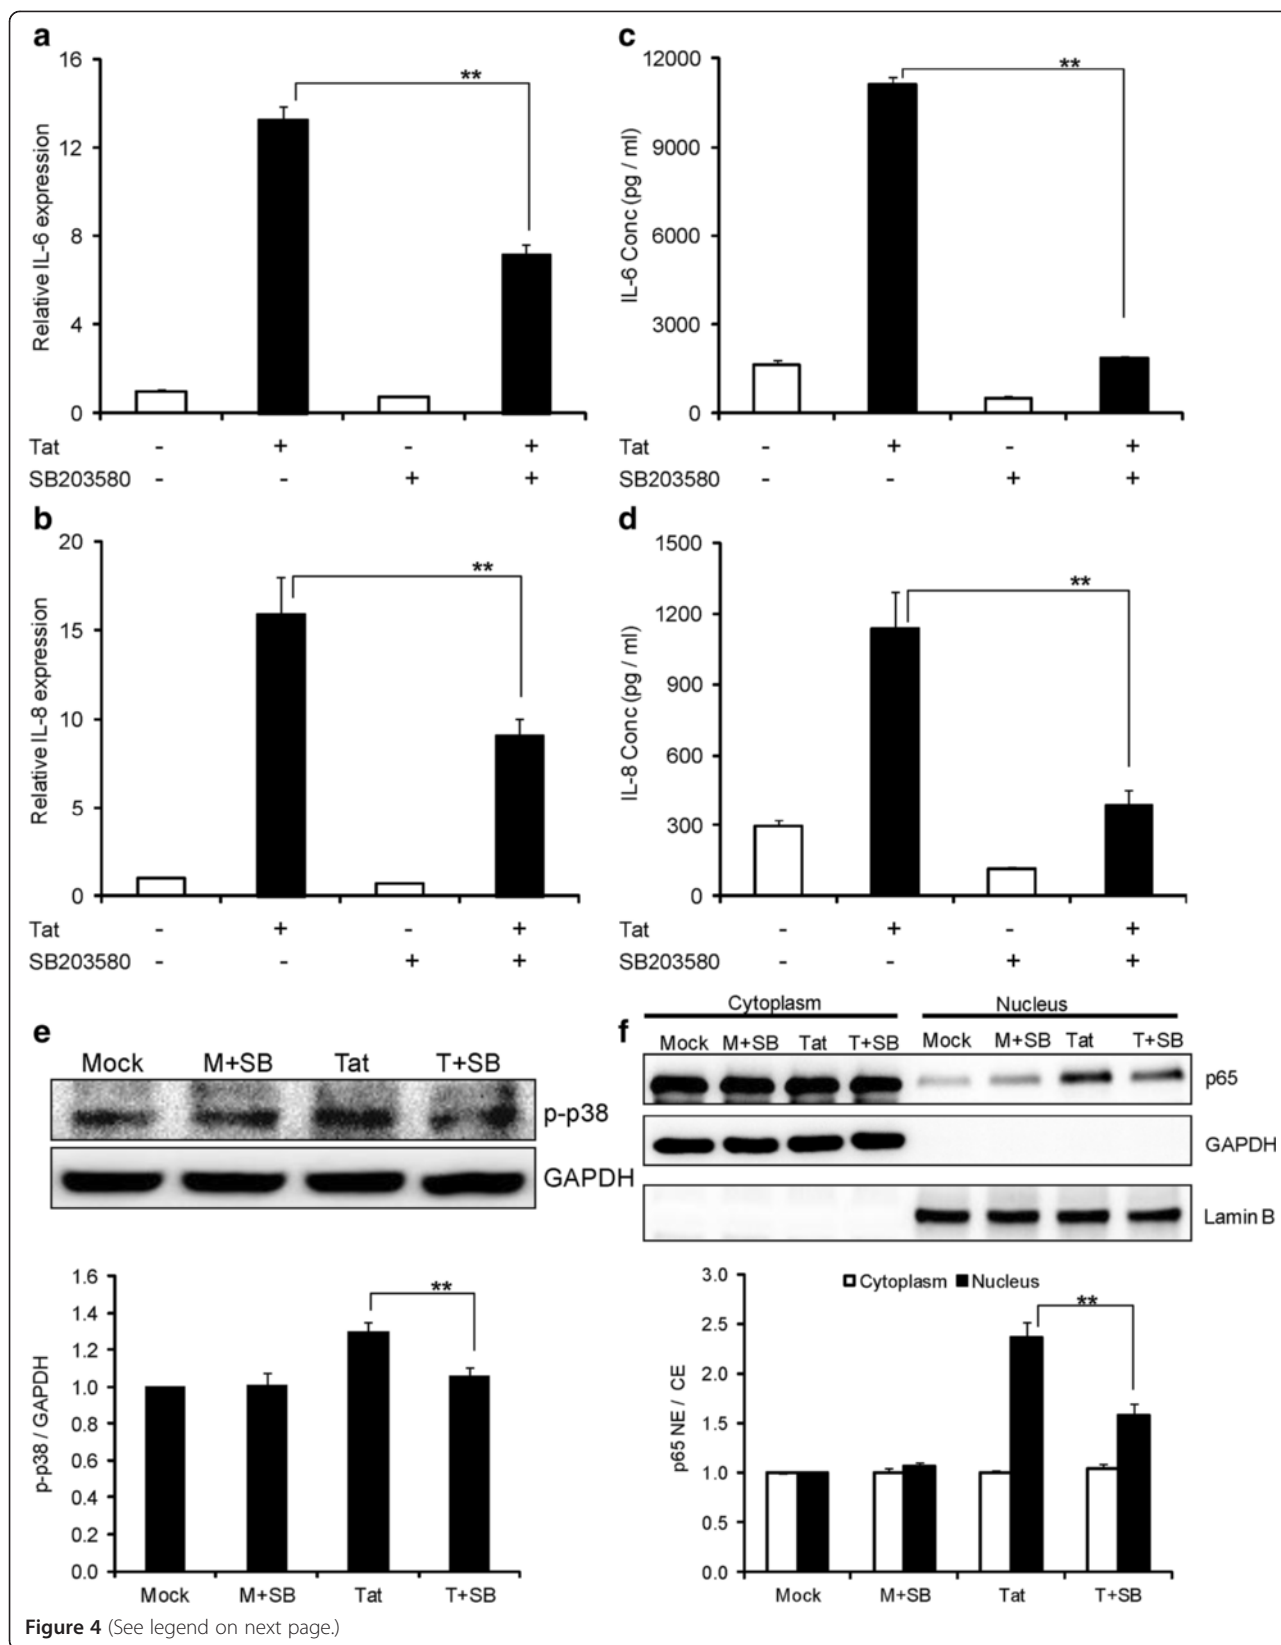 a
16
12
8
4
0
Relative IL-6 expression
**
Tat - + - +
SB203580 - - + +
c
12000
9000
6000
3000
0
IL-6 Conc (pg / ml)
**
Tat - + - +
SB203580 - - + +
b
20
15
10
5
0
Relative IL-8 expression
**
Tat - + - +
SB203580 - - + +
d
1500
1200
900
600
300
0
IL-8 Conc (pg / ml)
**
Tat - + - +
SB203580 - - + +
e
Mock M+SB Tat T+SB
p-p38
GAPDH
1.6
1.4
1.2
1.0
0.8
0.6
0.4
0.2
0.0
p-p38 / GAPDH
**
Mock M+SB Tat T+SB
f
Cytoplasm Nucleus
Mock M+SB Tat T+SB Mock M+SB Tat T+SB
p65
GAPDH
Lamin B
3.0
2.5
2.0
1.5
1.0
0.5
0.0
p65 NE / CE
Cytoplasm Nucleus
**
Mock M+SB Tat T+SB
Figure 4 (See legend on next page.)